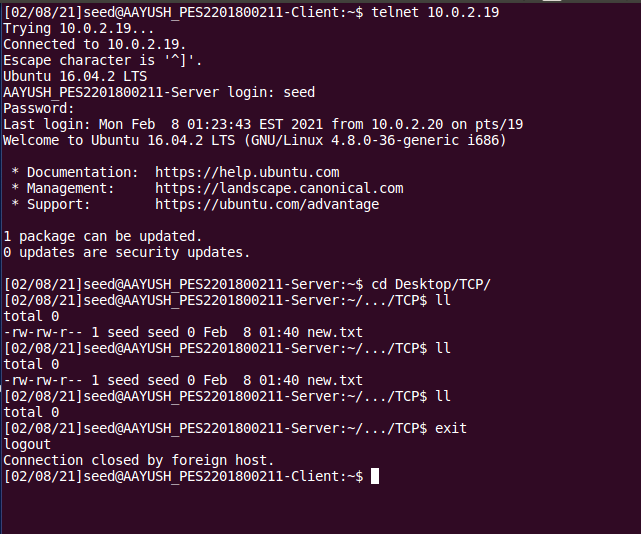 [02/08/21]seed@AAYUSH_PES2201800211-Client:~$ telnet 10.0.2.19
Trying 10.0.2.19...
Connected to 10.0.2.19.
Escape character is '^]'.
Ubuntu 16.04.2 LTS
AAYUSH_PES2201800211-Server login: seed
Password:
Last login: Mon Feb  8 01:23:43 EST 2021 from 10.0.2.20 on pts/19
Welcome to Ubuntu 16.04.2 LTS (GNU/Linux 4.8.0-36-generic i686)

 * Documentation:  https://help.ubuntu.com
 * Management:     https://landscape.canonical.com
 * Support:        https://ubuntu.com/advantage

1 package can be updated.
0 updates are security updates.

[02/08/21]seed@AAYUSH_PES2201800211-Server:~$ cd Desktop/TCP/
[02/08/21]seed@AAYUSH_PES2201800211-Server:~/.../TCP$ ll
total 0
-rw-rw-r-- 1 seed seed 0 Feb  8 01:40 new.txt
[02/08/21]seed@AAYUSH_PES2201800211-Server:~/.../TCP$ ll
total 0
-rw-rw-r-- 1 seed seed 0 Feb  8 01:40 new.txt
[02/08/21]seed@AAYUSH_PES2201800211-Server:~/.../TCP$ ll
total 0
[02/08/21]seed@AAYUSH_PES2201800211-Server:~/.../TCP$ exit
logout
Connection closed by foreign host.
[02/08/21]seed@AAYUSH_PES2201800211-Client:~$